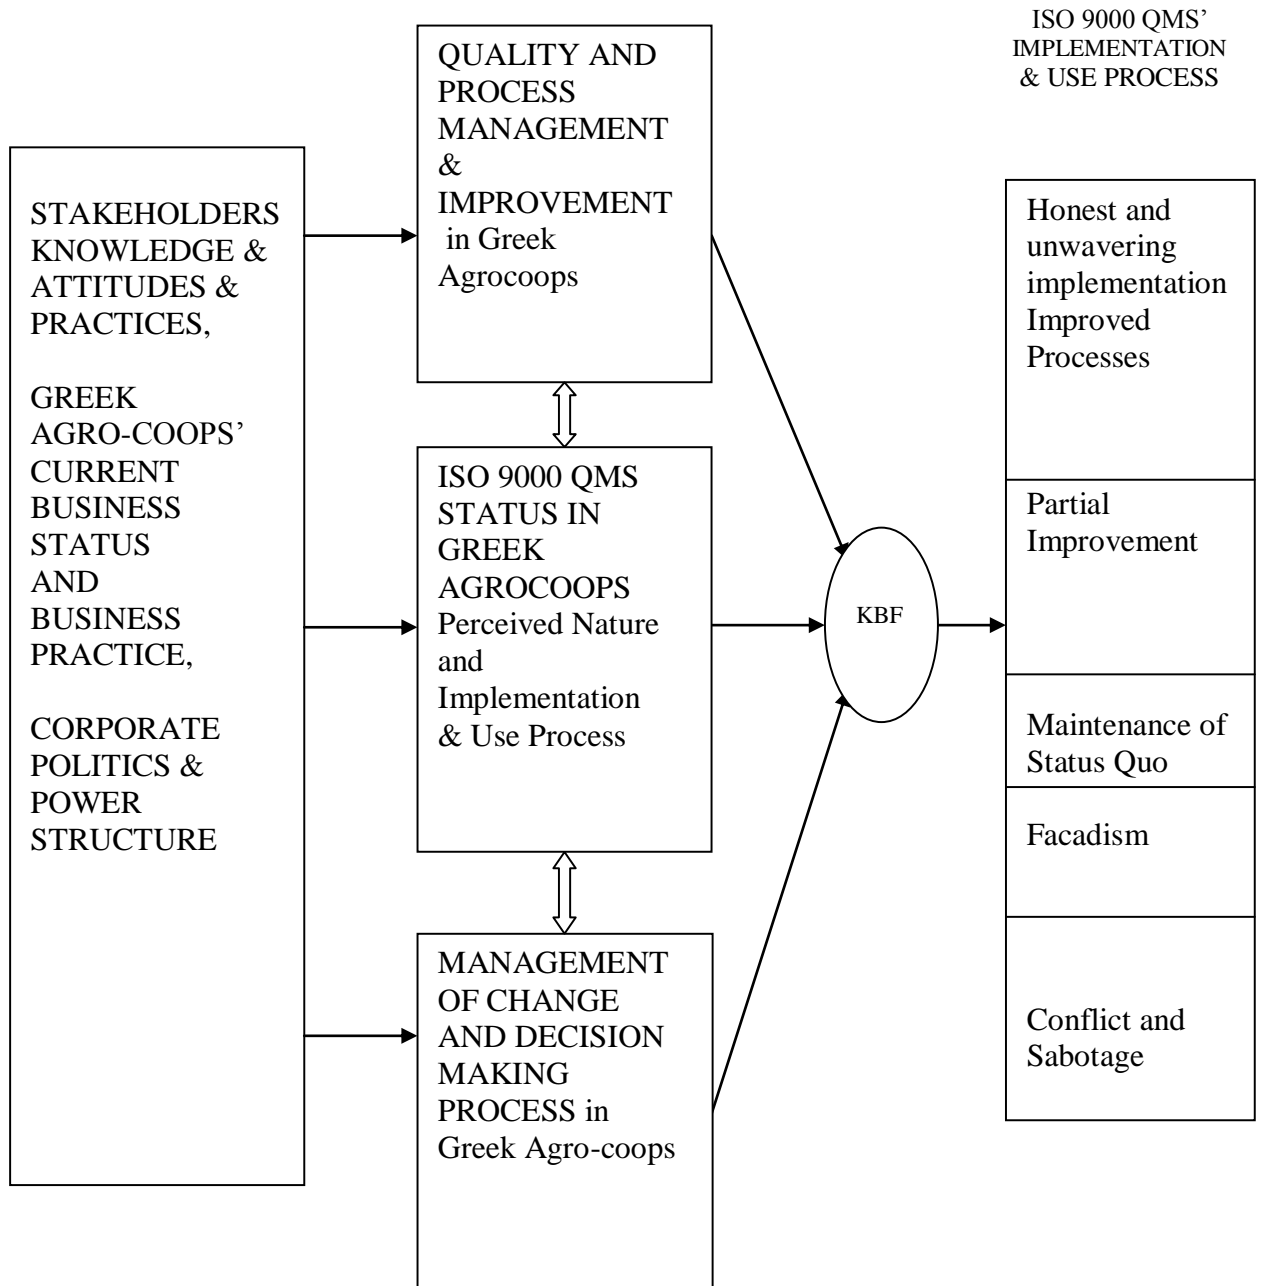 STAKEHOLDERS
KNOWLEDGE &
ATTITUDES &
PRACTICES,
GREEK
AGRO-COOPS’
CURRENT
BUSINESS
STATUS
AND
BUSINESS
PRACTICE,
CORPORATE
POLITICS &
POWER
STRUCTURE
QUALITY AND
PROCESS
MANAGEMENT
&
IMPROVEMENT
in Greek
Agrocoops
ISO 9000 QMS
STATUS IN
GREEK
AGROCOOPS
Perceived Nature
and
Implementation
& Use Process
MANAGEMENT
OF CHANGE
AND DECISION
MAKING
PROCESS in
Greek Agro-coops
KBF
ISO 9000 QMS’
IMPLEMENTATION
& USE PROCESS
Honest and
unwavering
implementation
Improved
Processes
Partial
Improvement
Maintenance of
Status Quo
Facadism
Conflict and
Sabotage